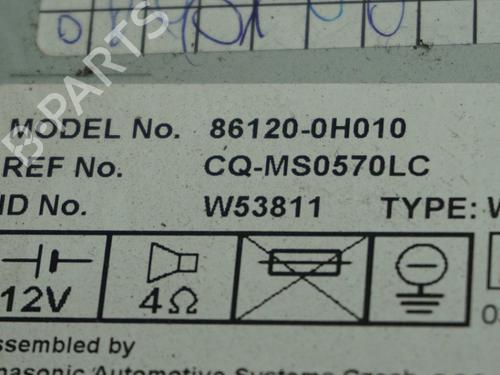 B-PARTS
MODEL No. 86120-0H010
REF No. CQ-MS0570LC
ID No. W53811 TYPE: W
12V 4Ω
ssembled by
nasonic Automotive Systems Czech